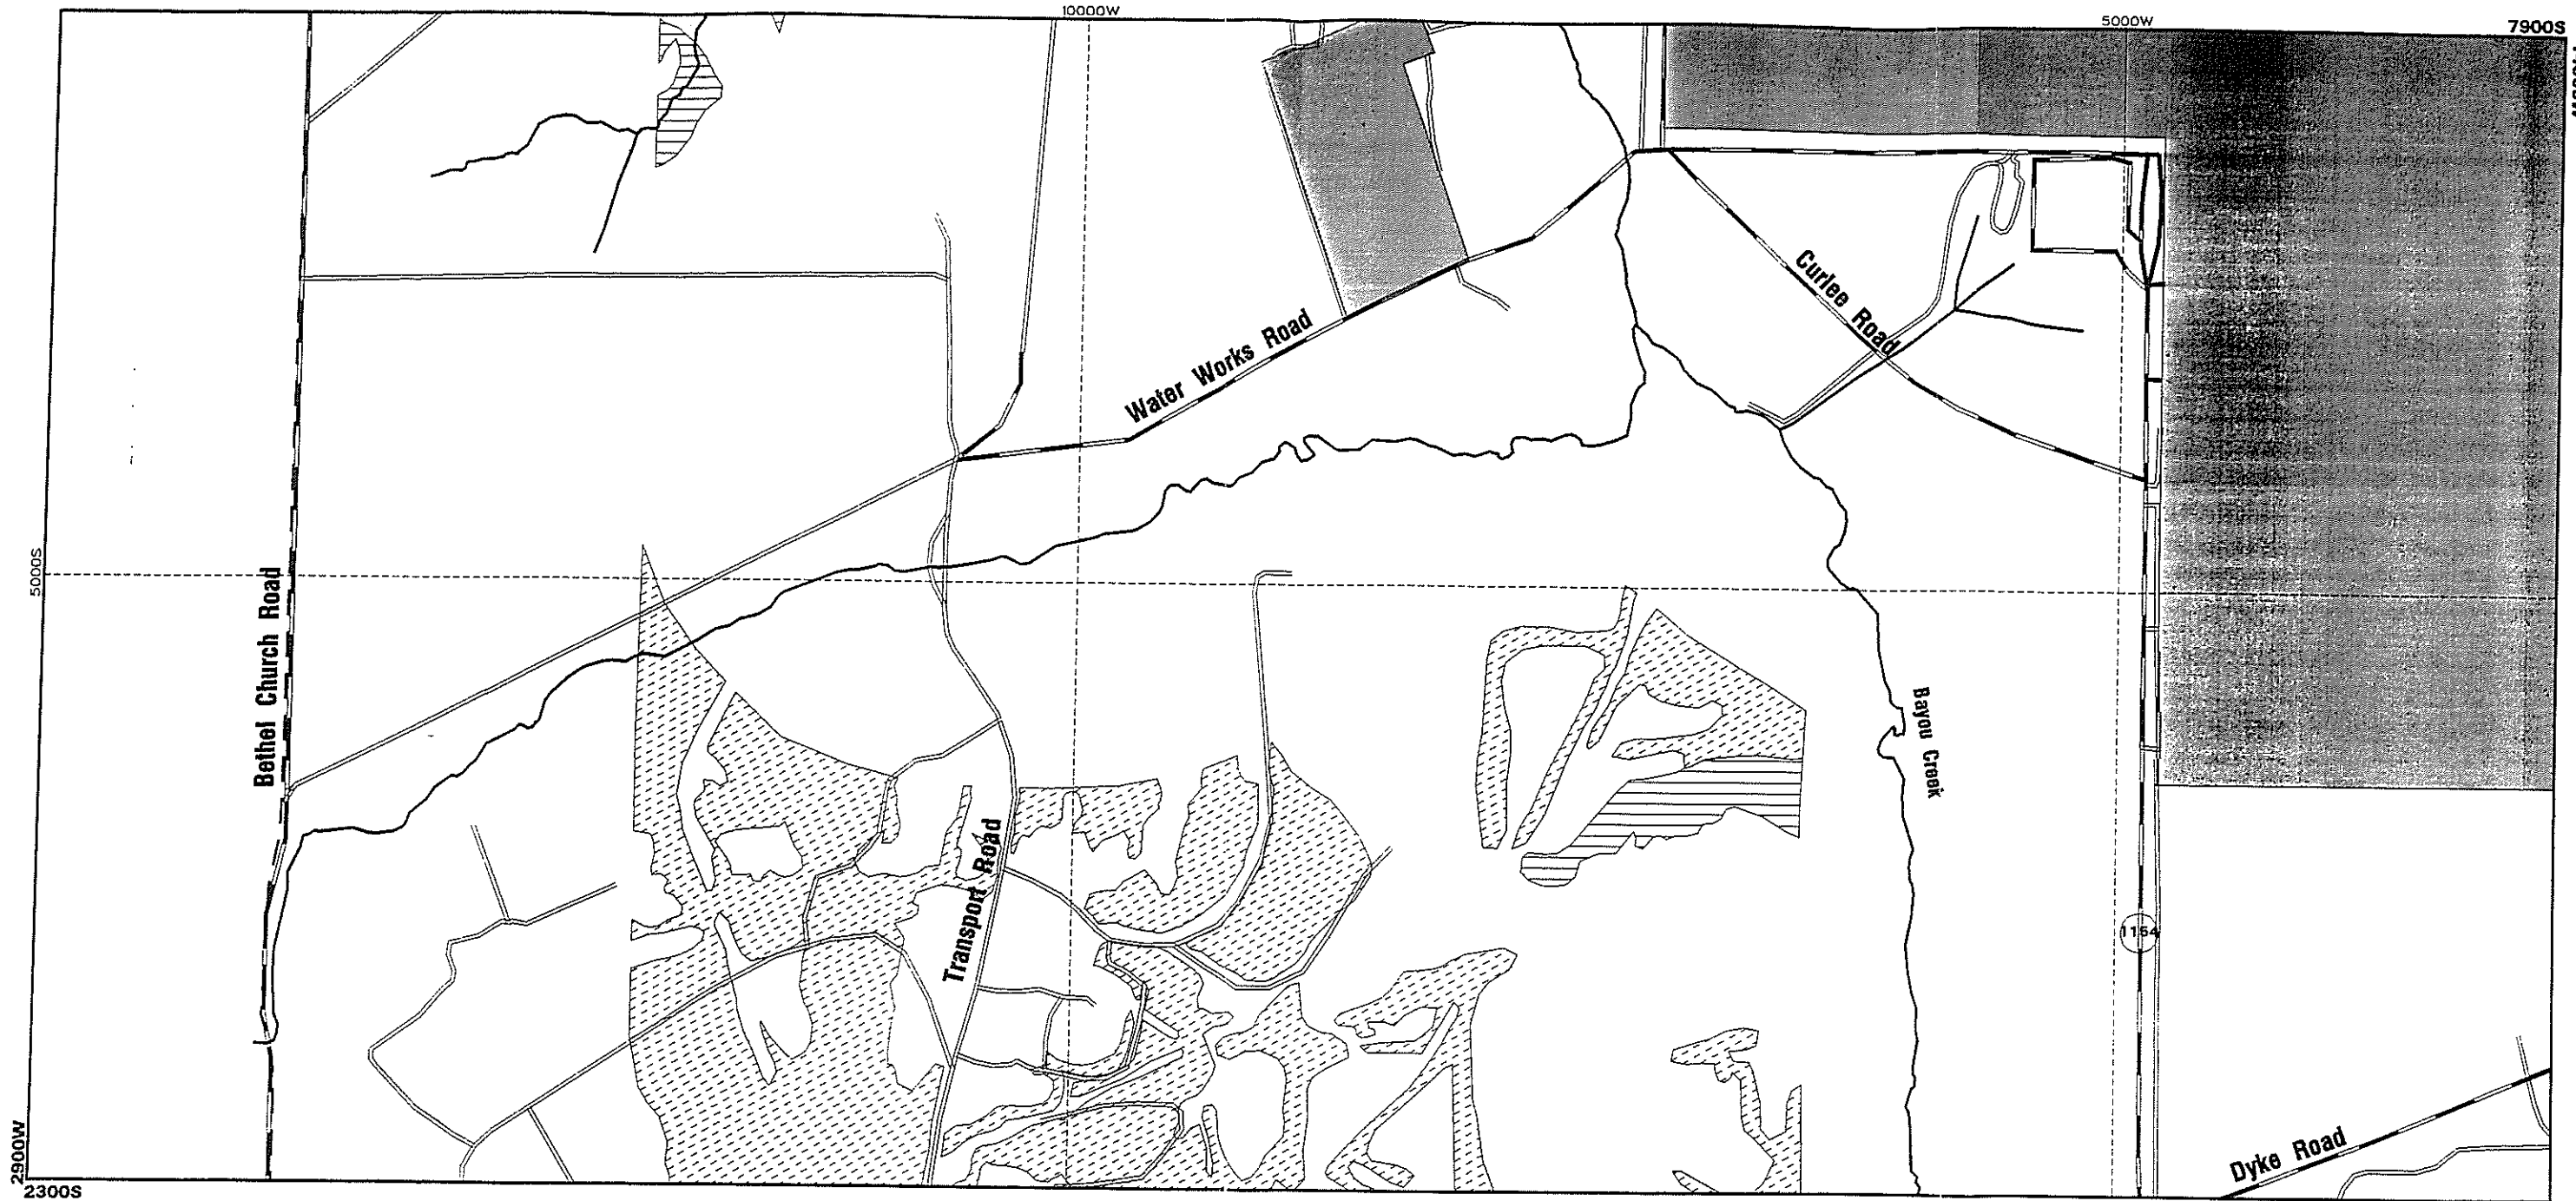 10000W
5000W
7900S
Curlee Road
Water Works Road
5000S
Bethel Church Road
Bayou Creek
Transport Road
1154
Dyke Road
2900W
2300S